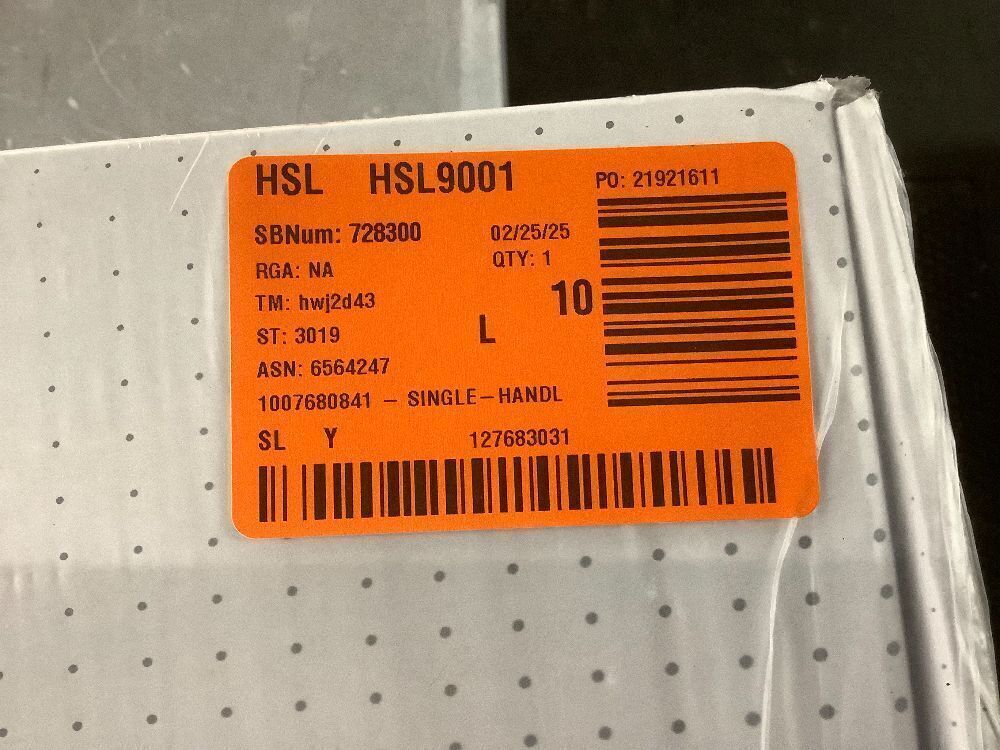 HSL HSL9001
PO: 21921611
SBNum: 728300
02/25/25
RGA: NA
QTY: 1
TM: hwj2d43
10
ST: 3019
L
ASN: 6564247
1007680841 - SINGLE-HANDL
SL Y
127683031